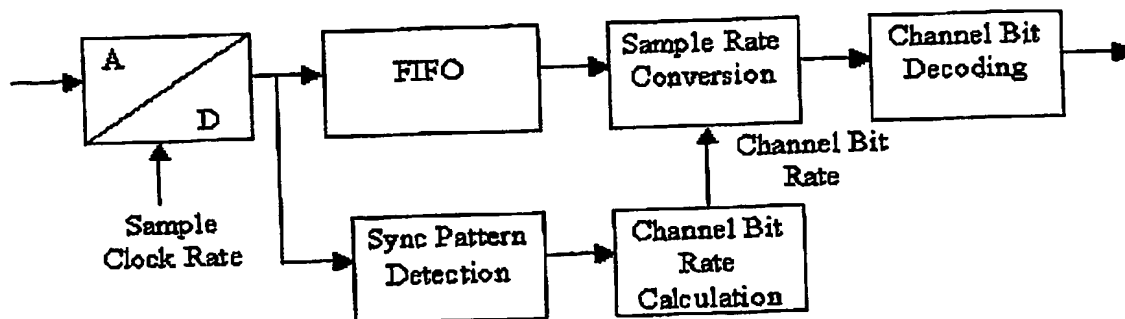 A
D
FIFO
Sample Rate
Conversion
Channel Bit
Decoding
Sample
Clock Rate
Sync Pattern
Detection
Channel Bit
Rate
Calculation
Channel Bit
Rate